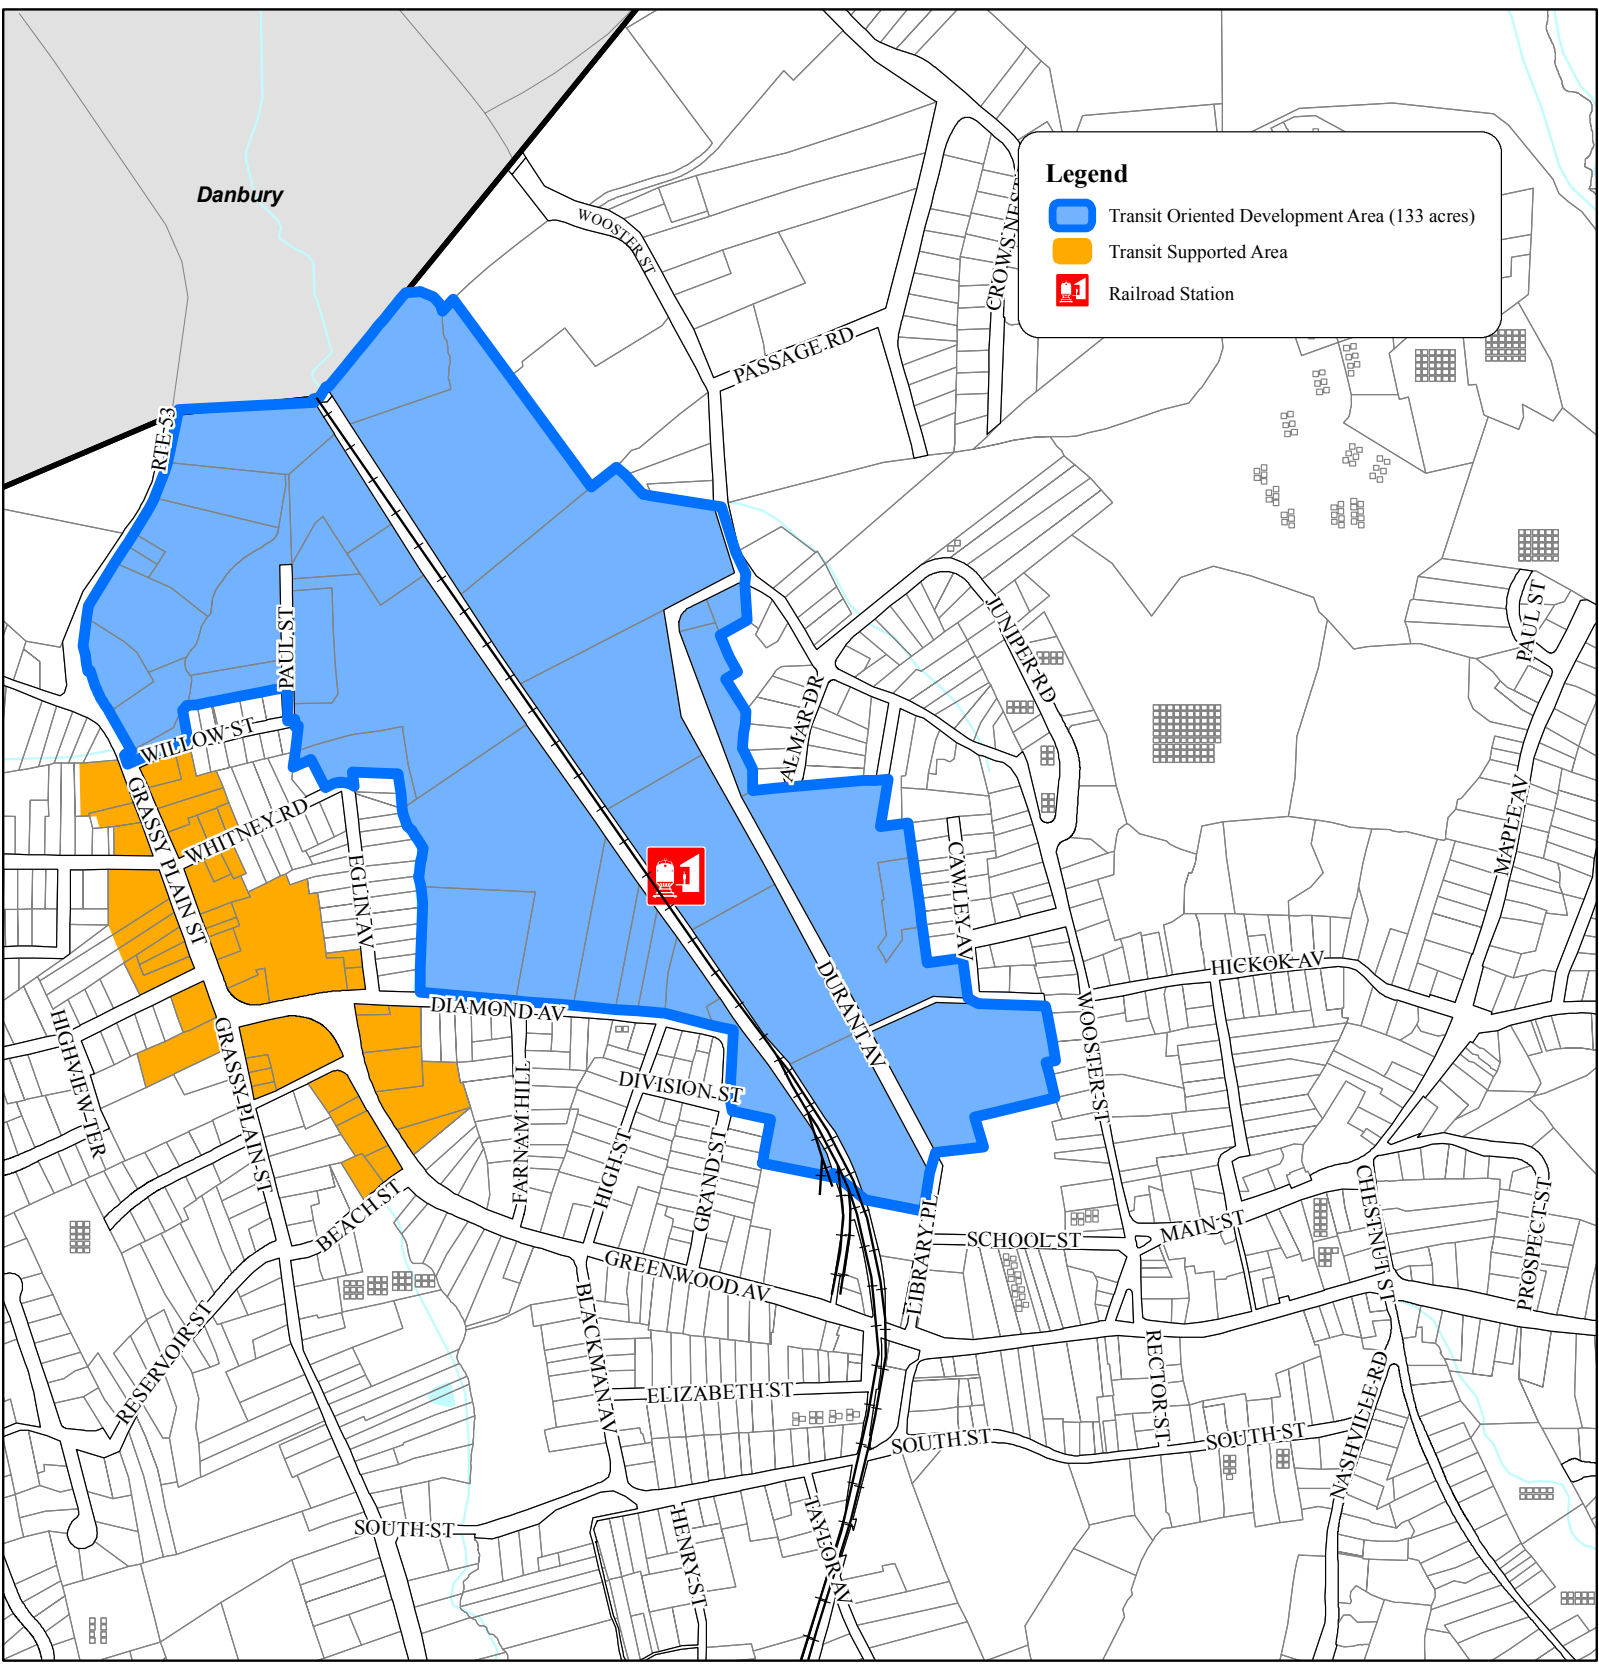 Danbury
Legend
Transit Oriented Development Area (133 acres)
Transit Supported Area
Railroad Station
WOOSTER ST
CROWS NEST
PASSAGE RD
RTE 53
PAUL ST
JUNIPER RD
PAUL ST
ALMAR DR
WILLOW ST
GRASSY PLAIN ST
WHITNEY RD
EGLIN AV
CAWLEY AV
MAPLE AV
HICKOK AV
DURANT AV
DIAMOND AV
WOOSTER ST
HIGHVIEW TER
GRASSY PLAIN ST
FARNAM HILL
DIVISION ST
HIGH ST
GRAND ST
BEACH ST
LIBRARY PL
SCHOOL ST
MAIN ST
CHESTNUT ST
PROSPECT ST
GREENWOOD AV
RESERVOIR ST
BLACKMAN AV
ELIZABETH ST
RECTOR ST
NASHVILLE RD
SOUTH ST
SOUTH ST
SOUTH ST
HENRY ST
TAYLOR AV